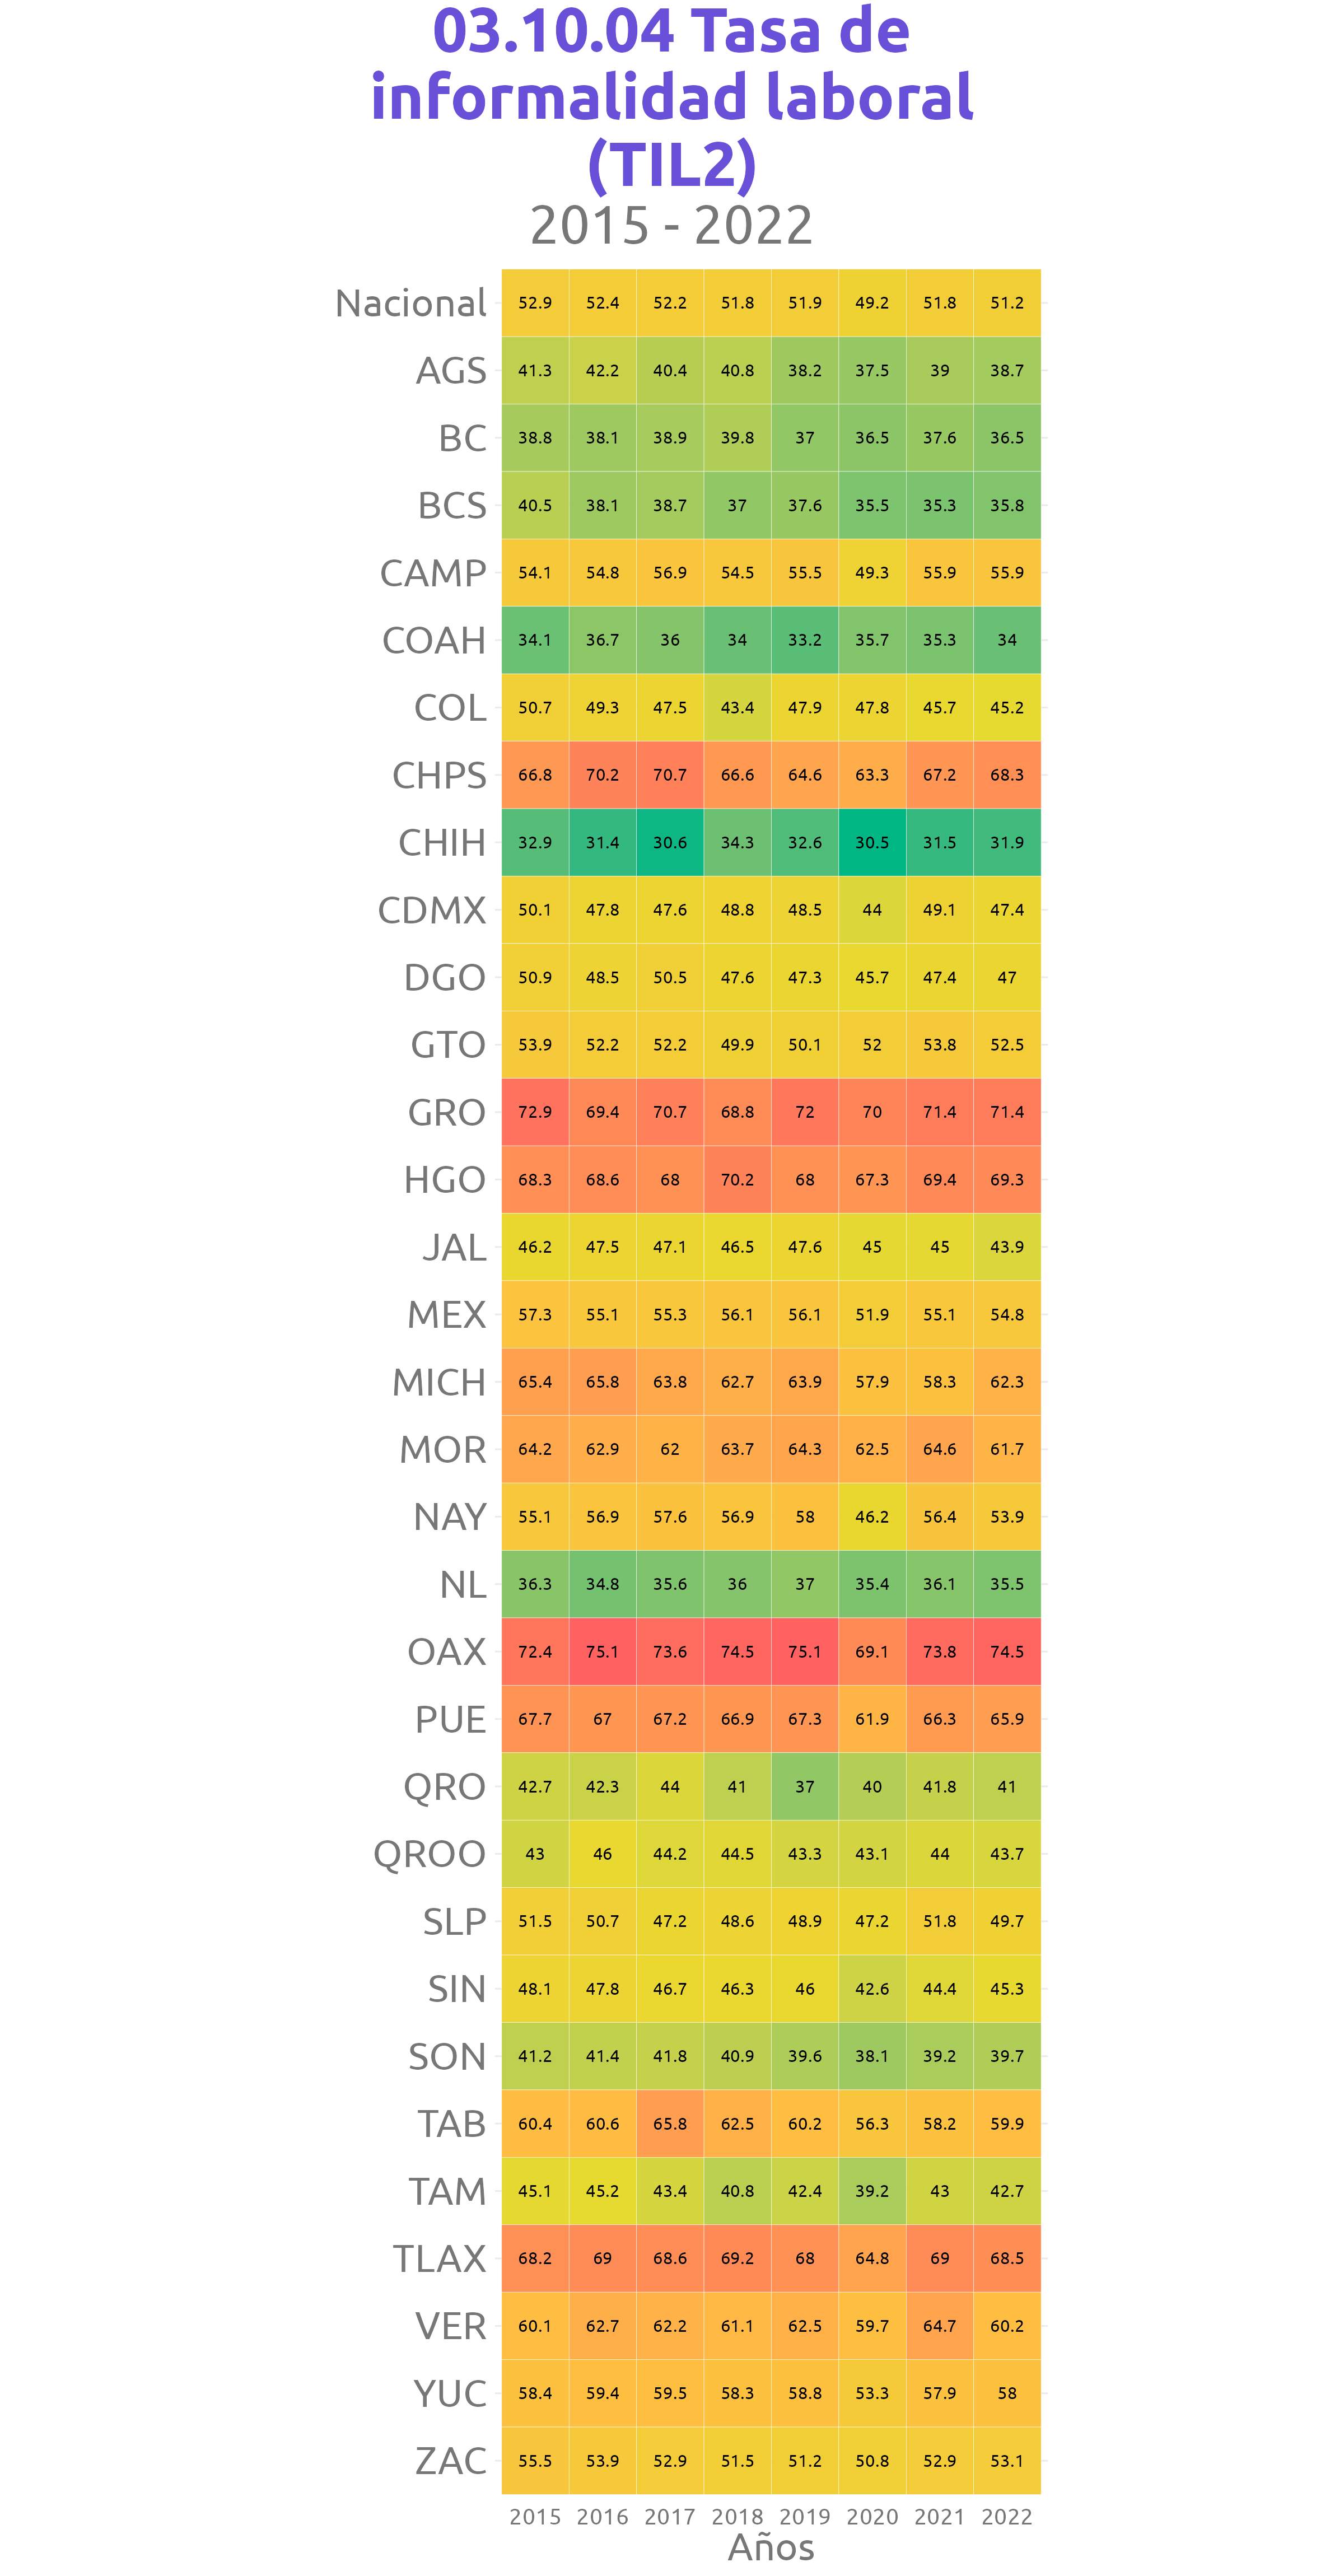 03.10.04 Tasa de
informalidad laboral
(TIL2)
2015 - 2022
Nacional 52.9 52.4 52.2 51.8 51.9 49.2 51.8 51.2
AGS 41.3 42.2 40.4 40.8 38.2 37.5 39 38.7
BC 38.8 38.1 38.9 39.8 37 36.5 37.6 36.5
BCS 40.5 38.1 38.7 37 37.6 35.5 35.3 35.8
CAMP 54.1 54.8 56.9 54.5 55.5 49.3 55.9 55.9
COAH 34.1 36.7 36 34 33.2 35.7 35.3 34
COL 50.7 49.3 47.5 43.4 47.9 47.8 45.7 45.2
CHPS 66.8 70.2 70.7 66.6 64.6 63.3 67.2 68.3
CHIH 32.9 31.4 30.6 34.3 32.6 30.5 31.5 31.9
CDMX 50.1 47.8 47.6 48.8 48.5 44 49.1 47.4
DGO 50.9 48.5 50.5 47.6 47.3 45.7 47.4 47
GTO 53.9 52.2 52.2 49.9 50.1 52 53.8 52.5
GRO 72.9 69.4 70.7 68.8 72 70 71.4 71.4
HGO 68.3 68.6 68 70.2 68 67.3 69.4 69.3
JAL 46.2 47.5 47.1 46.5 47.6 45 45 43.9
MEX 57.3 55.1 55.3 56.1 56.1 51.9 55.1 54.8
MICH 65.4 65.8 63.8 62.7 63.9 57.9 58.3 62.3
MOR 64.2 62.9 62 63.7 64.3 62.5 64.6 61.7
NAY 55.1 56.9 57.6 56.9 58 46.2 56.4 53.9
NL 36.3 34.8 35.6 36 37 35.4 36.1 35.5
OAX 72.4 75.1 73.6 74.5 75.1 69.1 73.8 74.5
PUE 67.7 67 67.2 66.9 67.3 61.9 66.3 65.9
QRO 42.7 42.3 44 41 37 40 41.8 41
QROO 43 46 44.2 44.5 43.3 43.1 44 43.7
SLP 51.5 50.7 47.2 48.6 48.9 47.2 51.8 49.7
SIN 48.1 47.8 46.7 46.3 46 42.6 44.4 45.3
SON 41.2 41.4 41.8 40.9 39.6 38.1 39.2 39.7
TAB 60.4 60.6 65.8 62.5 60.2 56.3 58.2 59.9
TAM 45.1 45.2 43.4 40.8 42.4 39.2 43 42.7
TLAX 68.2 69 68.6 69.2 68 64.8 69 68.5
VER 60.1 62.7 62.2 61.1 62.5 59.7 64.7 60.2
YUC 58.4 59.4 59.5 58.3 58.8 53.3 57.9 58
ZAC 55.5 53.9 52.9 51.5 51.2 50.8 52.9 53.1
2015 2016 2017 2018 2019 2020 2021 2022
Años